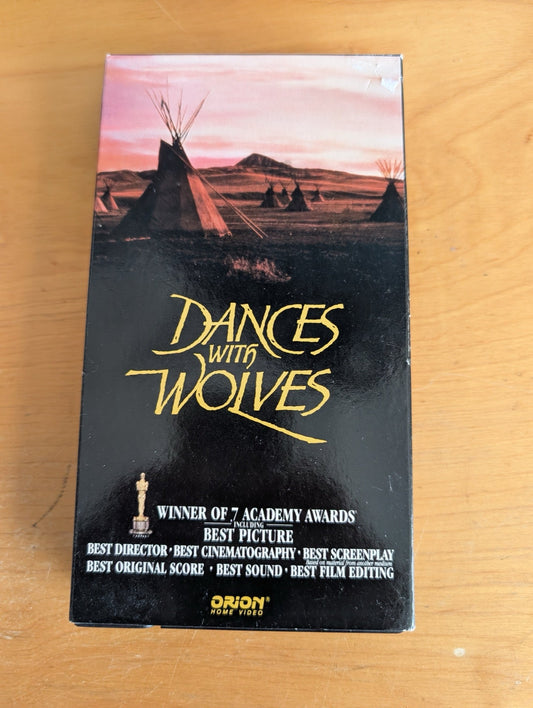 DANCES
WITH
WOLVES
WINNER OF 7 ACADEMY AWARDS®
INCLUDING
BEST PICTURE
BEST DIRECTOR • BEST CINEMATOGRAPHY • BEST SCREENPLAY
Based on material from another medium
BEST ORIGINAL SCORE • BEST SOUND • BEST FILM EDITING
ORION®
HOME VIDEO